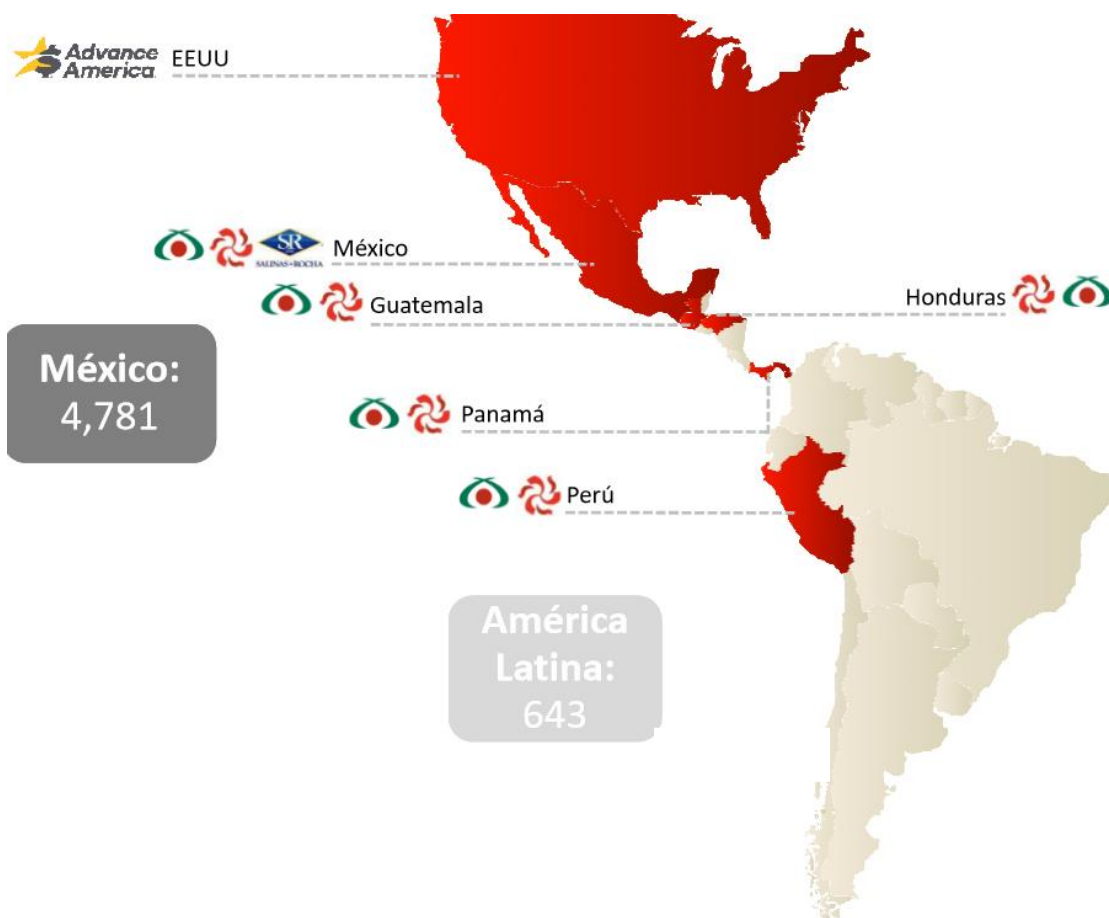 Advance
America
EEUU
SR
SALINAS Y ROCHA
México
Guatemala
Honduras
México:
4,781
Panamá
Perú
América
Latina:
643